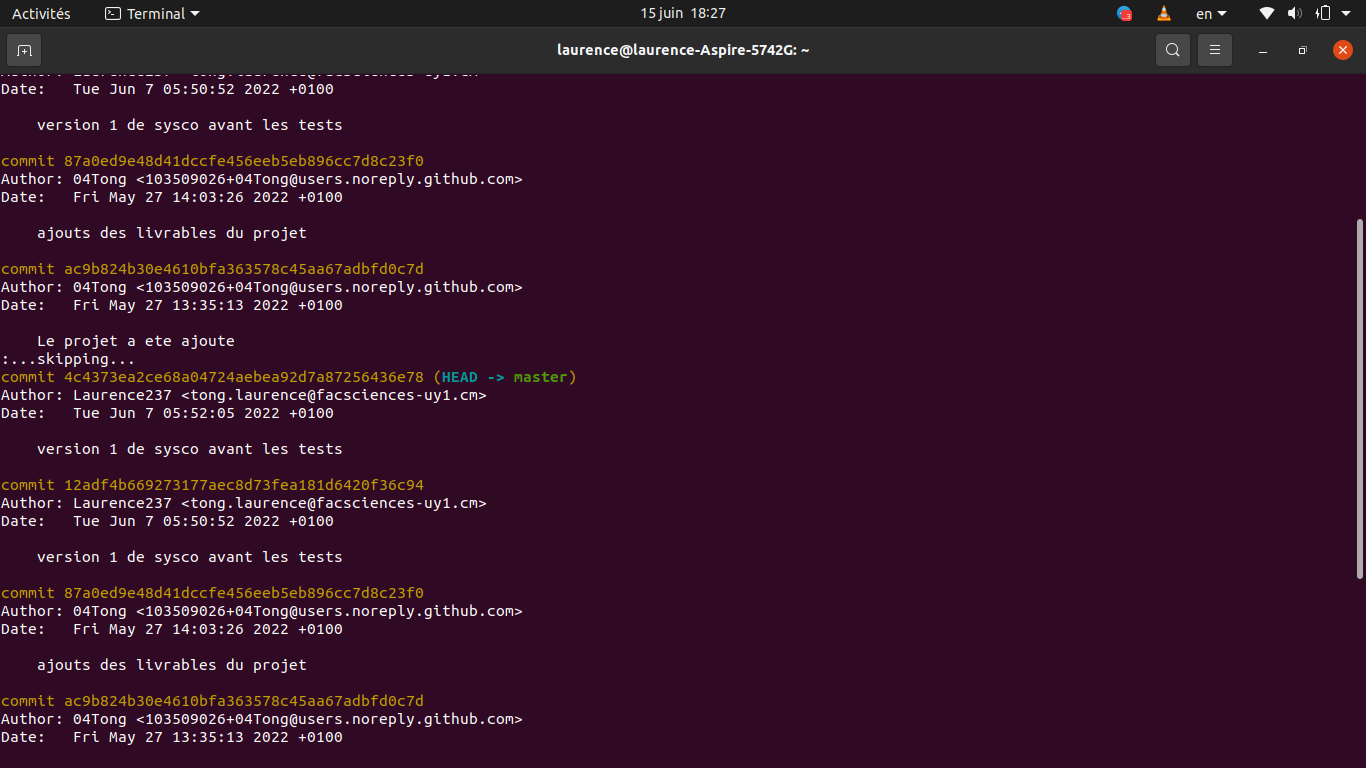 Activités
Terminal
15 juin 18:27
3
en
laurence@laurence-Aspire-5742G: ~
Date:   Tue Jun 7 05:50:52 2022 +0100
    version 1 de sysco avant les tests
commit 87a0ed9e48d41dccfe456eeb5eb896cc7d8c23f0
Author: 04Tong <103509026+04Tong@users.noreply.github.com>
Date:   Fri May 27 14:03:26 2022 +0100
    ajouts des livrables du projet
commit ac9b824b30e4610bfa363578c45aa67adbfd0c7d
Author: 04Tong <103509026+04Tong@users.noreply.github.com>
Date:   Fri May 27 13:35:13 2022 +0100
    Le projet a ete ajoute
:...skipping...
commit 4c4373ea2ce68a04724aebea92d7a87256436e78 (HEAD -> master)
Author: Laurence237 <tong.laurence@facsciences-uy1.cm>
Date:   Tue Jun 7 05:52:05 2022 +0100
    version 1 de sysco avant les tests
commit 12adf4b669273177aec8d73fea181d6420f36c94
Author: Laurence237 <tong.laurence@facsciences-uy1.cm>
Date:   Tue Jun 7 05:50:52 2022 +0100
    version 1 de sysco avant les tests
commit 87a0ed9e48d41dccfe456eeb5eb896cc7d8c23f0
Author: 04Tong <103509026+04Tong@users.noreply.github.com>
Date:   Fri May 27 14:03:26 2022 +0100
    ajouts des livrables du projet
commit ac9b824b30e4610bfa363578c45aa67adbfd0c7d
Author: 04Tong <103509026+04Tong@users.noreply.github.com>
Date:   Fri May 27 13:35:13 2022 +0100